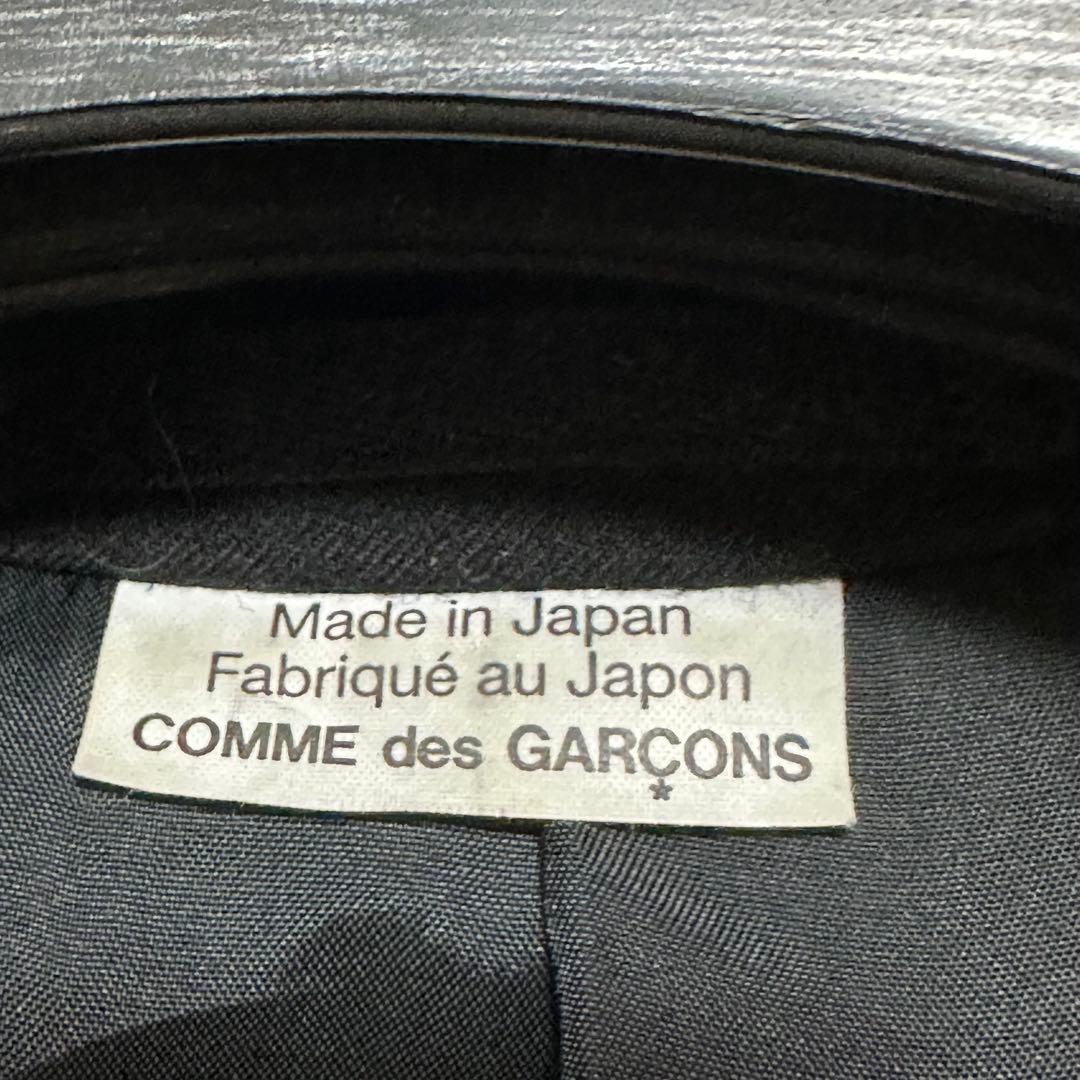 Made in Japan
Fabriqué au Japon
COMME des GARÇONS
*